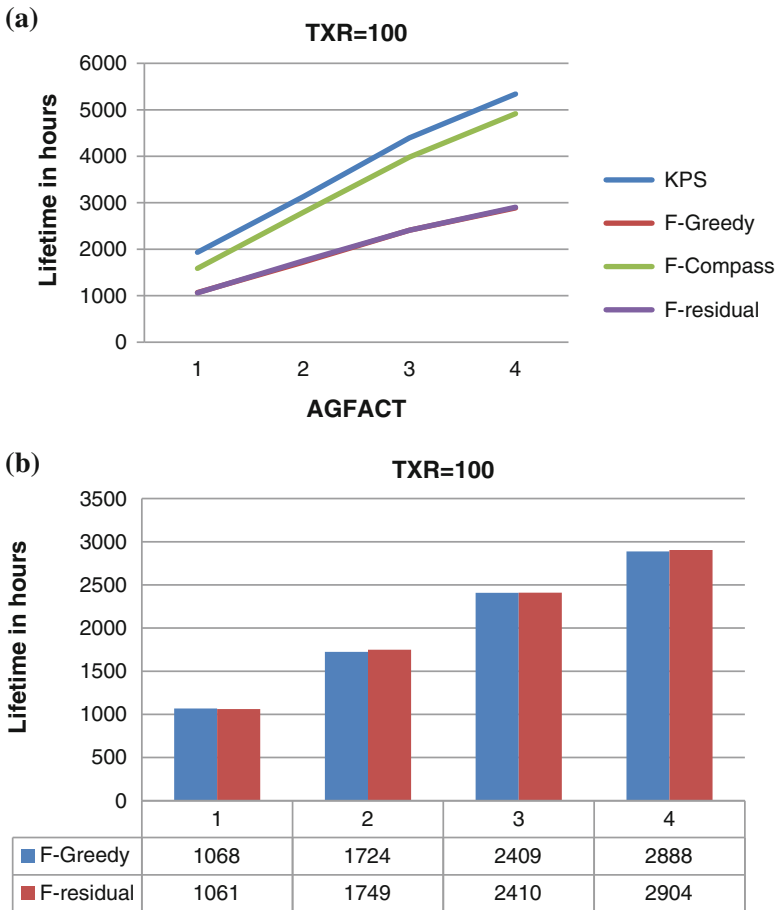 (a)
TXR=100
Lifetime in hours
6000
5000
4000
3000
2000
1000
0
1 2 3 4
AGFACT
KPS
F-Greedy
F-Compass
F-residual
(b)
TXR=100
Lifetime in hours
3500
3000
2500
2000
1500
1000
500
0
1 2 3 4
F-Greedy 1068 1724 2409 2888
F-residual 1061 1749 2410 2904